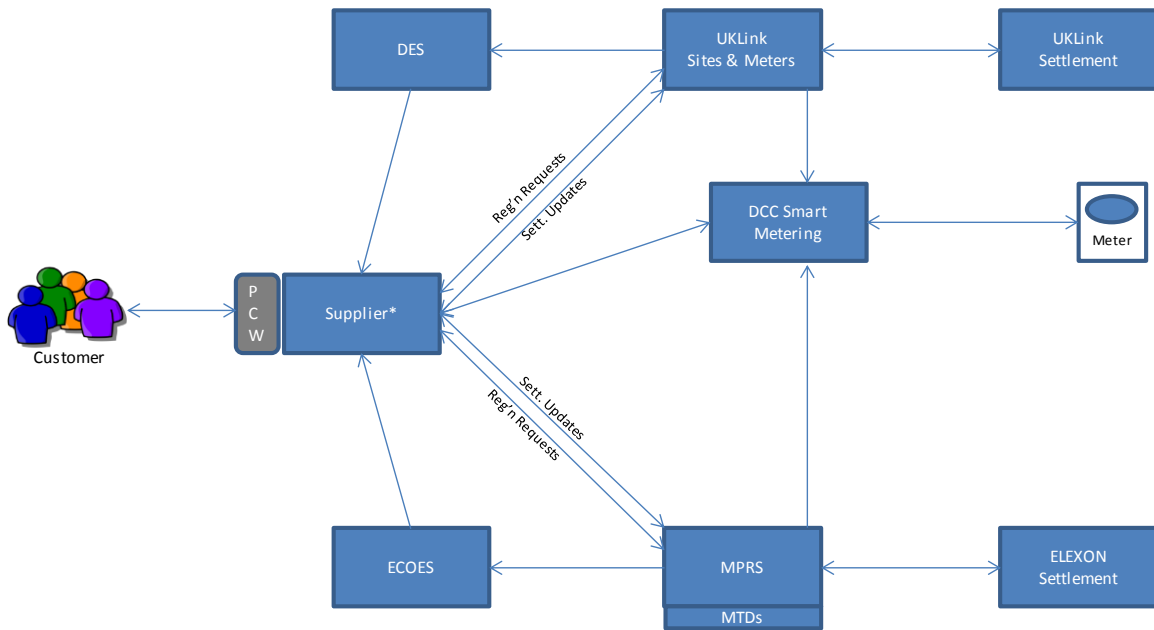 DES
UKLink
Sites & Meters
UKLink
Settlement
Reg'n Requests
Sett. Updates
DCC Smart
Metering
Meter
P
C
W
Supplier*
Customer
Sett. Updates
Reg'n Requests
ECOES
MPRS
MTDs
ELEXON
Settlement